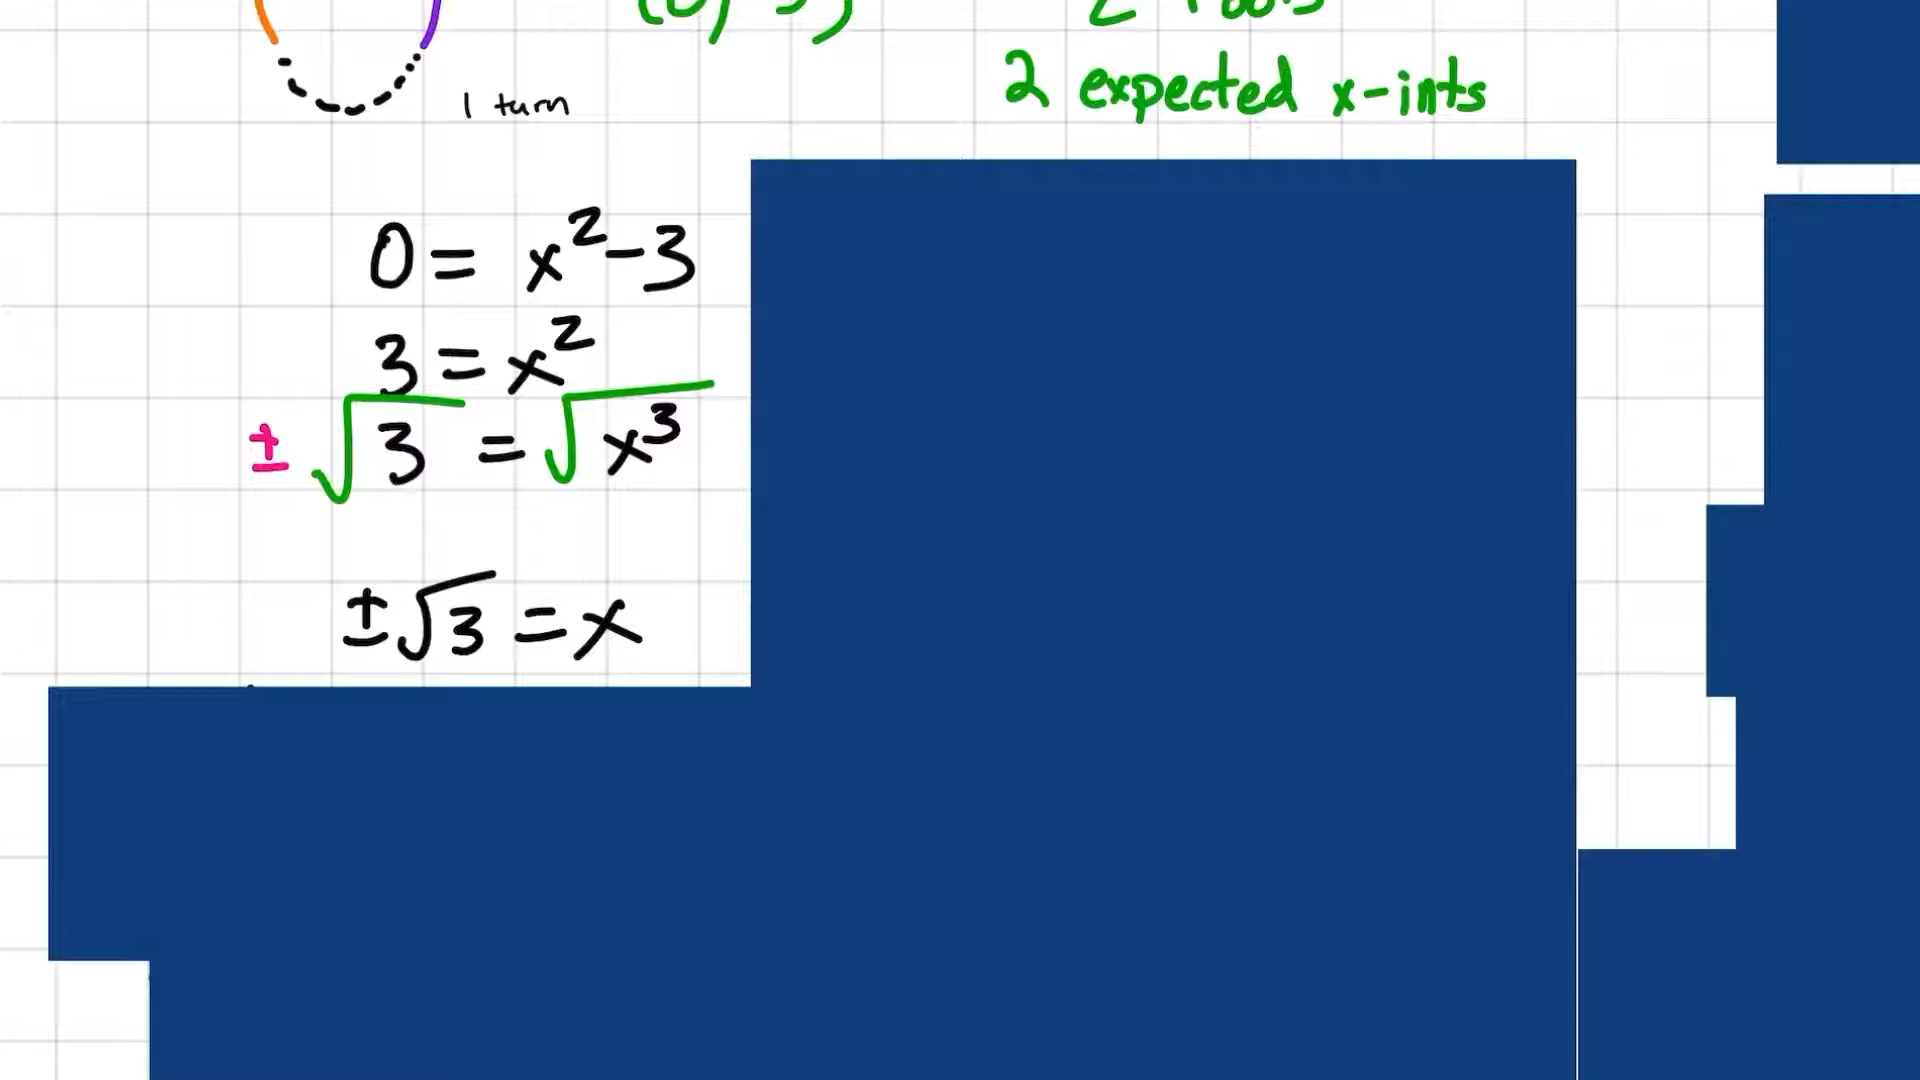 1 turn
2 expected x-ints
0 = x² - 3
3 = x²
± √3 = √x³
± √3 = x